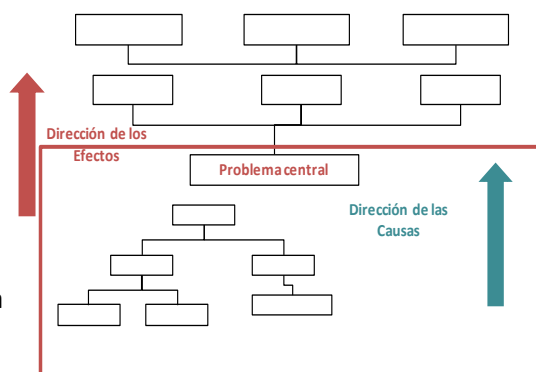 Dirección de los
Efectos
Problema central
Dirección de las
Causas